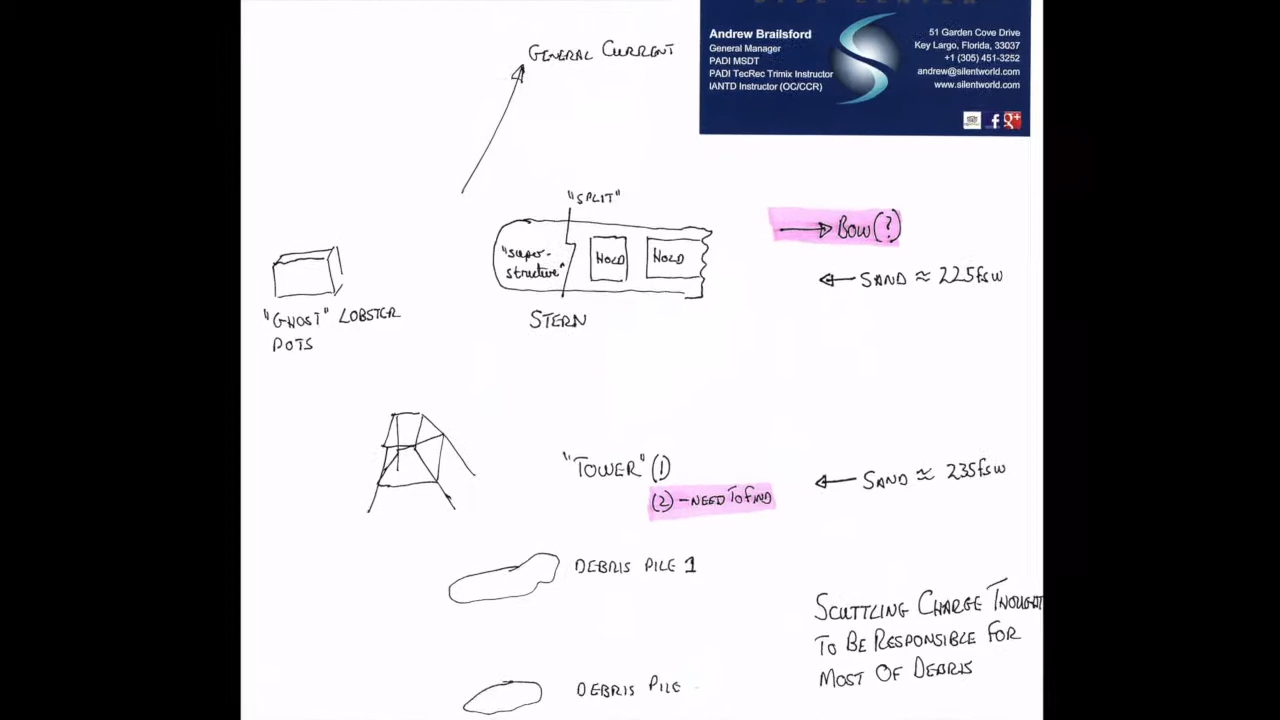 Andrew Brailsford
General Manager
PADI MSDT
PADI TecRec Trimix Instructor
IANTD Instructor (OC/CCR)
51 Garden Cove Drive
Key Largo, Florida, 33037
+1 (305) 451-3252
andrew@silentworld.com
www.silentworld.com
f g+
GENERAL CURRENT
"SPLIT"
"super-
structure"
HOLD
HOLD
STERN
BOW (?)
SAND ≈ 225fsw
"GHOST" LOBSTER
POTS
"TOWER" (1)
(2) - NEED TO FIND
SAND ≈ 235fsw
DEBRIS PILE 1
SCUTTLING CHARGE THOUGHT
TO BE RESPONSIBLE FOR
MOST OF DEBRIS
DEBRIS PILE